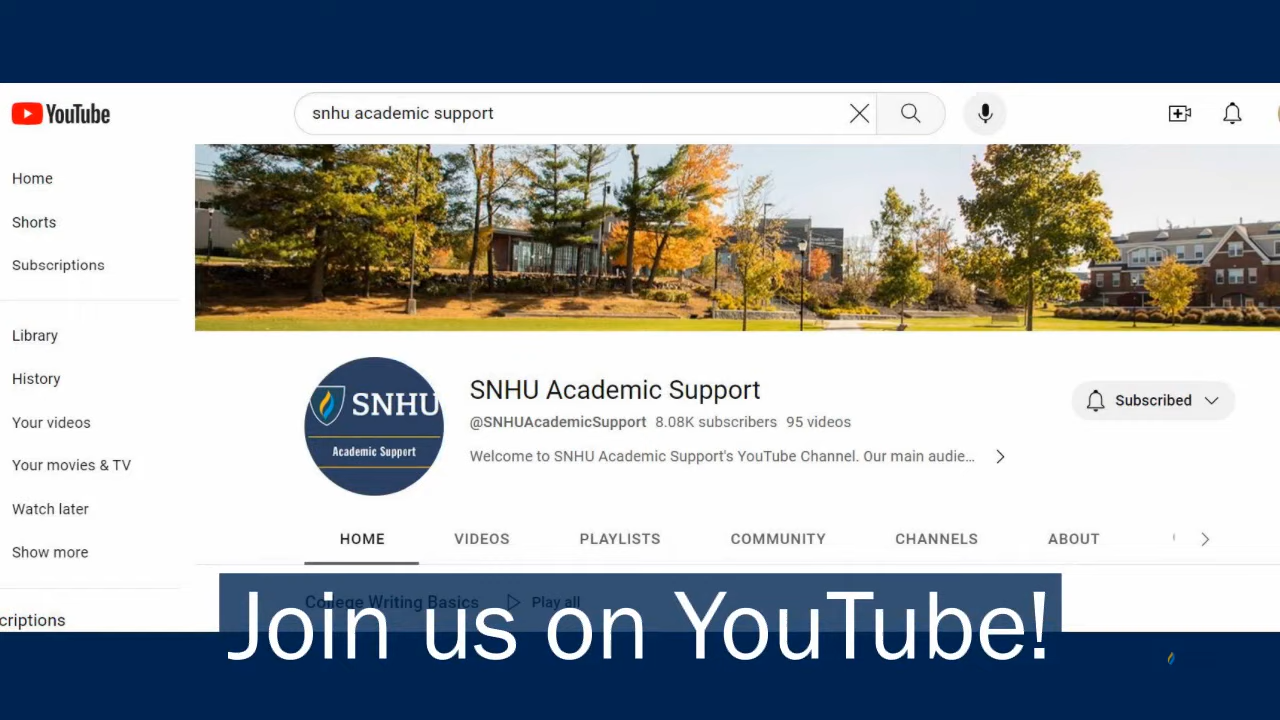 YouTube
snhu academic support
Home
Shorts
Subscriptions
Library
History
Your videos
Your movies & TV
Watch later
Show more
criptions
SNHU
Academic Support
SNHU Academic Support
@SNHUAcademicSupport 8.08K subscribers 95 videos
Welcome to SNHU Academic Support's YouTube Channel. Our main audie...
Subscribed
HOME VIDEOS PLAYLISTS COMMUNITY CHANNELS ABOUT
College Writing Basics Play all
Join us on YouTube!